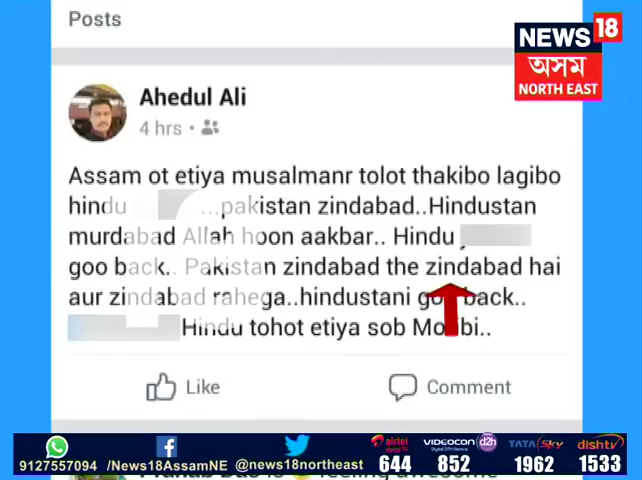 Posts
NEWS 18
অসম
NORTH EAST
Ahedul Ali
4 hrs
Assam ot etiya musalmanr tolot thakibo lagibo
hindu ...pakistan zindabad..Hindustan
murdabad Allah hoon aakbar.. Hindu
goo back.. Pakistan zindabad the zindabad hai
aur zindabad rahega..hindustani goo back..
Hindu tohot etiya sob
Like Comment
9127557094 /News18AssamNE @news18northeast
airtel 644 VIDEOCON d2h 852 TATA SKY 1962 dishtv 1533
feeling awesome